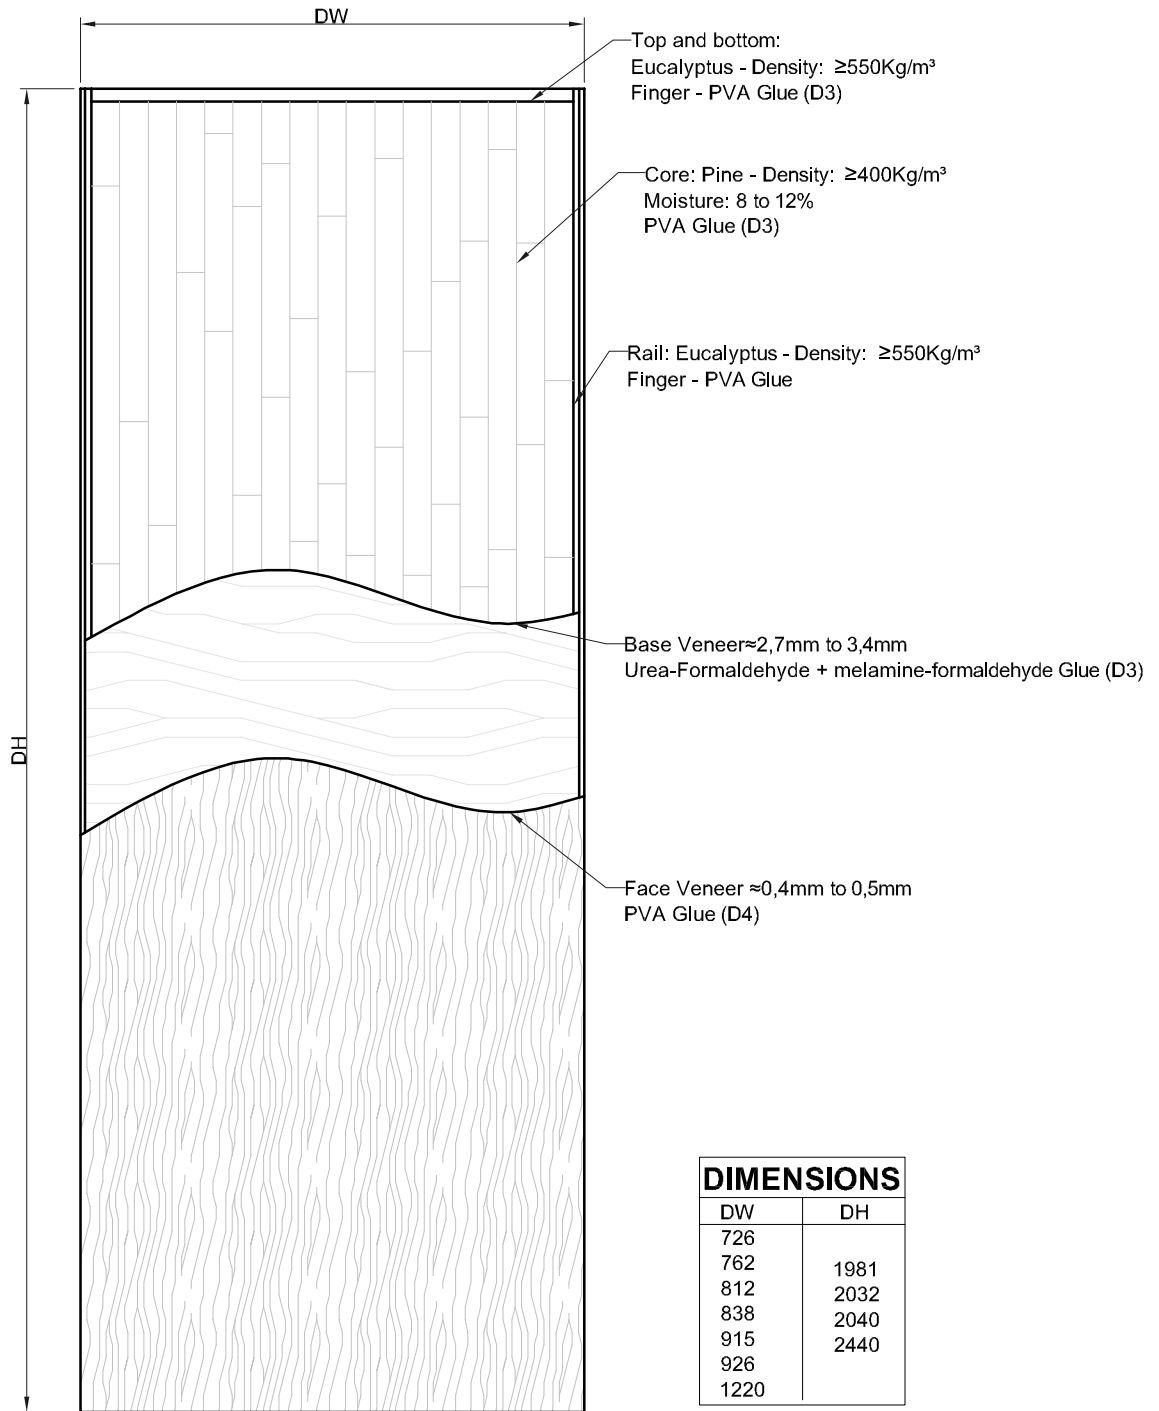 DW
Top and bottom:
Eucalyptus - Density: ≥550Kg/m³
Finger - PVA Glue (D3)
Core: Pine - Density: ≥400Kg/m³
Moisture: 8 to 12%
PVA Glue (D3)
Rail: Eucalyptus - Density: ≥550Kg/m³
Finger - PVA Glue
Base Veneer≈2,7mm to 3,4mm
Urea-Formaldehyde + melamine-formaldehyde Glue (D3)
DH
Face Veneer ≈0,4mm to 0,5mm
PVA Glue (D4)
DIMENSIONS
DW DH
726
762
812
838
915
926
1220
1981
2032
2040
2440